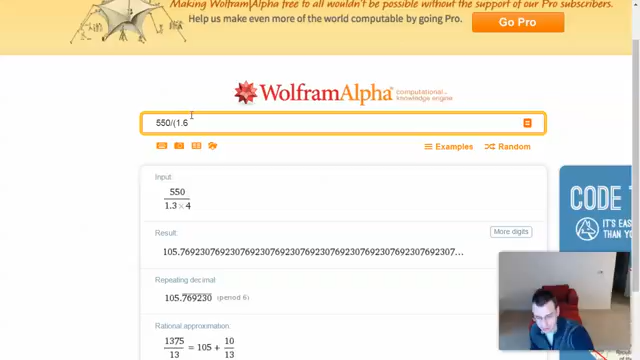 Making Wolfram|Alpha free to all wouldn't be possible without the support of our Pro subscribers.
Help us make even more of the world computable by going Pro.
Go Pro
WolframAlpha
computational
knowledge engine
550/(1.6
Examples
Random
Input:
550
1.3 × 4
Result:
More digits
105.7692307692307692307692307692307692307692307692307692307...
Repeating decimal
105.769230 (period 6)
Rational approximation
1375/13 = 105 + 10/13
CODE
IT'S EAS
THAN YOU